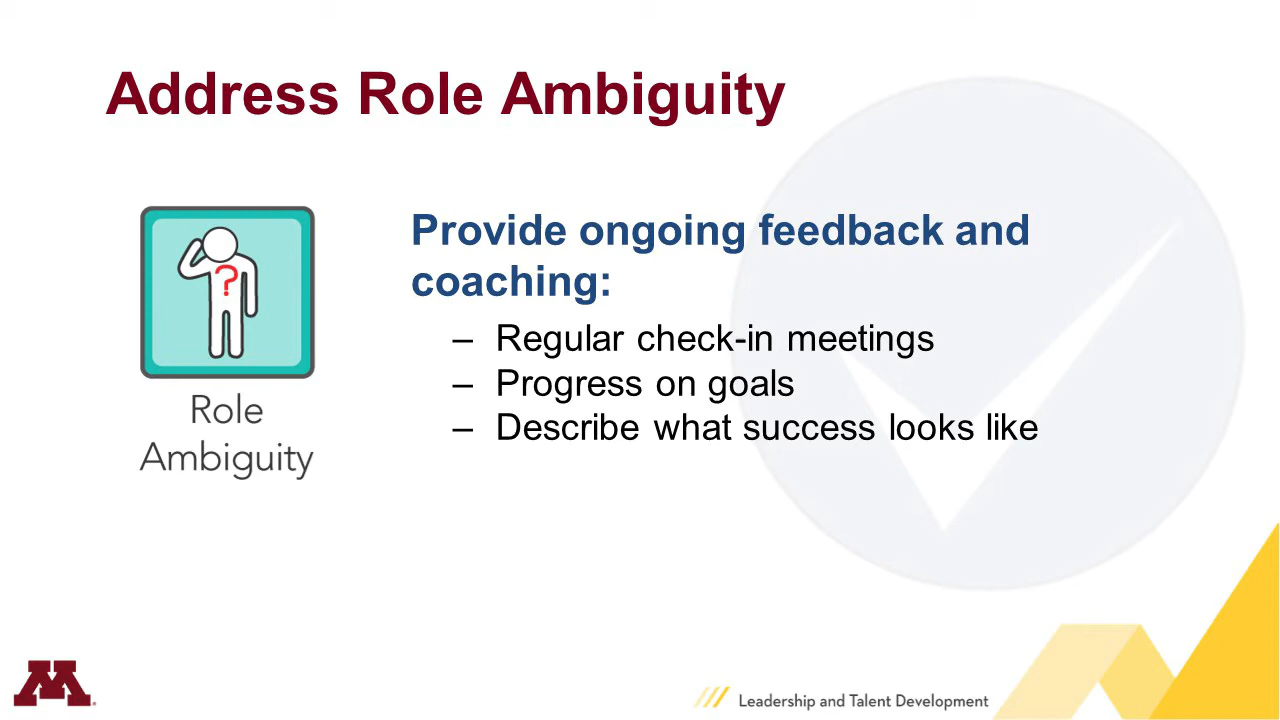 Address Role Ambiguity
?
Role
Ambiguity
Provide ongoing feedback and
coaching:
– Regular check-in meetings
– Progress on goals
– Describe what success looks like
M
Leadership and Talent Development